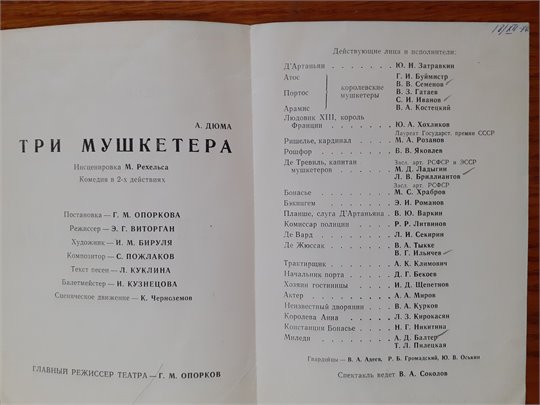 А. ДЮМА
ТРИ МУШКЕТЕРА
Инсценировка М. Рехельса
Комедия в 2-х действиях
Постановка — Г. М. ОПОРКОВА
Режиссер — Э. Г. ВИТОРГАН
Художник — И. М. БИРУЛЯ
Композитор — С. ПОЖЛАКОВ
Текст песен — Л. КУКЛИНА
Балетмейстер — И. КУЗНЕЦОВА
Сценическое движение — К. Черноземов
ГЛАВНЫЙ РЕЖИССЕР ТЕАТРА — Г. М. ОПОРКОВ
Действующие лица и исполнители:
Д'Артаньян . . . . Ю. Н. Затравкин
Атос Г. И. Буймистр
королевские В. В. Семенов
Портос мушкетеры В. З. Гатаев
С. И. Иванов
Арамис В. А. Костецкий
Людовик XIII, король
Франции . . . . Ю. А. Хохликов
Лауреат Государст. премии СССР
Ришелье, кардинал . . М. А. Розанов
Рошфор . . . . В. В. Яковлев
Засл. арт. РСФСР и ЭССР
Де Тревиль, капитан
мушкетеров . . . . М. Д. Ладыгин
Л. В. Бриллиантов
Засл. арт. РСФСР
Бонасье . . . . М. С. Храбров
Бэкингем . . . . Э. И. Романов
Планше, слуга Д'Артаньяна В. Ю. Варкин
Комиссар полиции . . Р. Р. Литвинов
Де Вард . . . . Л. И. Секирин
Де Жюссак . . . . В. А. Тыкке
В. Г. Ильичев
Трактирщик . . . . А. К. Климович
Начальник порта . . Д. Г. Бекоев
Хозяин гостиницы . . И. Д. Щепетнов
Актер . . . . А. А. Миров
Неизвестный дворянин . В. А. Курков
Королева Анна . . . Л. З. Кирокасян
Констанция Бонасье . . Н. Г. Никитина
Миледи . . . . А. Д. Балтер
Т. Л. Пилецкая
Гвардейцы — В. А. Азеев, Р. Б. Громадский, Ю. В. Оськин
Спектакль ведет В. А. Соколов